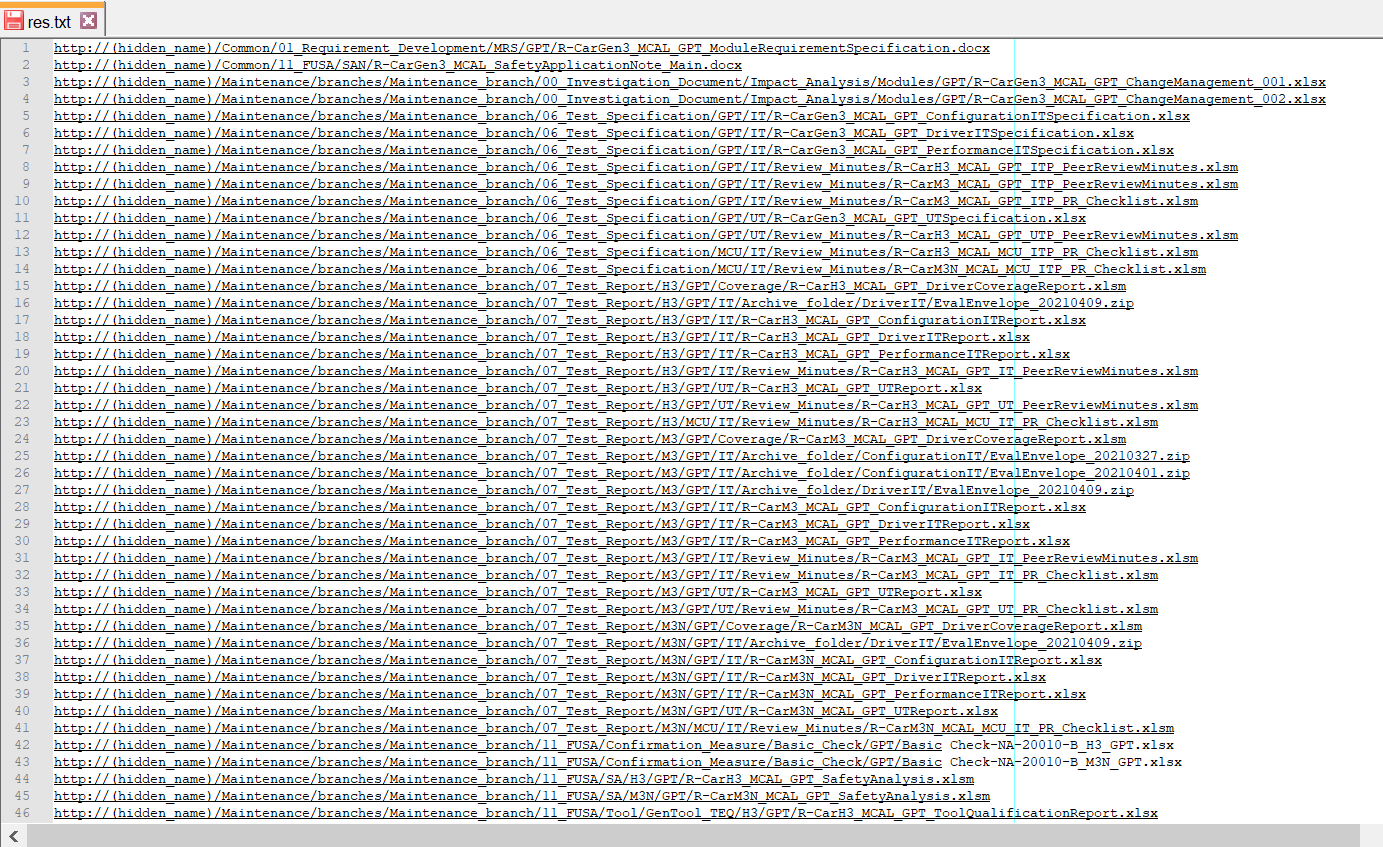 res.txt
1 http://(hidden_name)/Common/01_Requirement_Development/MRS/GPT/R-CarGen3_MCAL_GPT_ModuleRequirementSpecification.docx
2 http://(hidden_name)/Common/11_FUSA/SAN/R-CarGen3_MCAL_SafetyApplicationNote_Main.docx
3 http://(hidden_name)/Maintenance/branches/Maintenance_branch/00_Investigation_Document/Impact_Analysis/Modules/GPT/R-CarGen3_MCAL_GPT_ChangeManagement_001.xlsx
4 http://(hidden_name)/Maintenance/branches/Maintenance_branch/00_Investigation_Document/Impact_Analysis/Modules/GPT/R-CarGen3_MCAL_GPT_ChangeManagement_002.xlsx
5 http://(hidden_name)/Maintenance/branches/Maintenance_branch/06_Test_Specification/GPT/IT/R-CarGen3_MCAL_GPT_ConfigurationITSpecification.xlsx
6 http://(hidden_name)/Maintenance/branches/Maintenance_branch/06_Test_Specification/GPT/IT/R-CarGen3_MCAL_GPT_DriverITSpecification.xlsx
7 http://(hidden_name)/Maintenance/branches/Maintenance_branch/06_Test_Specification/GPT/IT/R-CarGen3_MCAL_GPT_PerformanceITSpecification.xlsx
8 http://(hidden_name)/Maintenance/branches/Maintenance_branch/06_Test_Specification/GPT/IT/Review_Minutes/R-CarH3_MCAL_GPT_ITP_PeerReviewMinutes.xlsm
9 http://(hidden_name)/Maintenance/branches/Maintenance_branch/06_Test_Specification/GPT/IT/Review_Minutes/R-CarM3_MCAL_GPT_ITP_PeerReviewMinutes.xlsm
10 http://(hidden_name)/Maintenance/branches/Maintenance_branch/06_Test_Specification/GPT/IT/Review_Minutes/R-CarM3_MCAL_GPT_ITP_PR_Checklist.xlsm
11 http://(hidden_name)/Maintenance/branches/Maintenance_branch/06_Test_Specification/GPT/UT/R-CarGen3_MCAL_GPT_UTSpecification.xlsx
12 http://(hidden_name)/Maintenance/branches/Maintenance_branch/06_Test_Specification/GPT/UT/Review_Minutes/R-CarH3_MCAL_GPT_UTP_PeerReviewMinutes.xlsm
13 http://(hidden_name)/Maintenance/branches/Maintenance_branch/06_Test_Specification/MCU/IT/Review_Minutes/R-CarH3_MCAL_MCU_ITP_PR_Checklist.xlsm
14 http://(hidden_name)/Maintenance/branches/Maintenance_branch/06_Test_Specification/MCU/IT/Review_Minutes/R-CarM3N_MCAL_MCU_ITP_PR_Checklist.xlsm
15 http://(hidden_name)/Maintenance/branches/Maintenance_branch/07_Test_Report/H3/GPT/Coverage/R-CarH3_MCAL_GPT_DriverCoverageReport.xlsm
16 http://(hidden_name)/Maintenance/branches/Maintenance_branch/07_Test_Report/H3/GPT/IT/Archive_folder/DriverIT/EvalEnvelope_20210409.zip
17 http://(hidden_name)/Maintenance/branches/Maintenance_branch/07_Test_Report/H3/GPT/IT/R-CarH3_MCAL_GPT_ConfigurationITReport.xlsx
18 http://(hidden_name)/Maintenance/branches/Maintenance_branch/07_Test_Report/H3/GPT/IT/R-CarH3_MCAL_GPT_DriverITReport.xlsx
19 http://(hidden_name)/Maintenance/branches/Maintenance_branch/07_Test_Report/H3/GPT/IT/R-CarH3_MCAL_GPT_PerformanceITReport.xlsx
20 http://(hidden_name)/Maintenance/branches/Maintenance_branch/07_Test_Report/H3/GPT/IT/Review_Minutes/R-CarH3_MCAL_GPT_IT_PeerReviewMinutes.xlsm
21 http://(hidden_name)/Maintenance/branches/Maintenance_branch/07_Test_Report/H3/GPT/UT/R-CarH3_MCAL_GPT_UTReport.xlsx
22 http://(hidden_name)/Maintenance/branches/Maintenance_branch/07_Test_Report/H3/GPT/UT/Review_Minutes/R-CarH3_MCAL_GPT_UT_PeerReviewMinutes.xlsm
23 http://(hidden_name)/Maintenance/branches/Maintenance_branch/07_Test_Report/H3/MCU/IT/Review_Minutes/R-CarH3_MCAL_MCU_IT_PR_Checklist.xlsm
24 http://(hidden_name)/Maintenance/branches/Maintenance_branch/07_Test_Report/M3/GPT/Coverage/R-CarM3_MCAL_GPT_DriverCoverageReport.xlsm
25 http://(hidden_name)/Maintenance/branches/Maintenance_branch/07_Test_Report/M3/GPT/IT/Archive_folder/ConfigurationIT/EvalEnvelope_20210327.zip
26 http://(hidden_name)/Maintenance/branches/Maintenance_branch/07_Test_Report/M3/GPT/IT/Archive_folder/ConfigurationIT/EvalEnvelope_20210401.zip
27 http://(hidden_name)/Maintenance/branches/Maintenance_branch/07_Test_Report/M3/GPT/IT/Archive_folder/DriverIT/EvalEnvelope_20210409.zip
28 http://(hidden_name)/Maintenance/branches/Maintenance_branch/07_Test_Report/M3/GPT/IT/R-CarM3_MCAL_GPT_ConfigurationITReport.xlsx
29 http://(hidden_name)/Maintenance/branches/Maintenance_branch/07_Test_Report/M3/GPT/IT/R-CarM3_MCAL_GPT_DriverITReport.xlsx
30 http://(hidden_name)/Maintenance/branches/Maintenance_branch/07_Test_Report/M3/GPT/IT/R-CarM3_MCAL_GPT_PerformanceITReport.xlsx
31 http://(hidden_name)/Maintenance/branches/Maintenance_branch/07_Test_Report/M3/GPT/IT/Review_Minutes/R-CarM3_MCAL_GPT_IT_PeerReviewMinutes.xlsm
32 http://(hidden_name)/Maintenance/branches/Maintenance_branch/07_Test_Report/M3/GPT/IT/Review_Minutes/R-CarM3_MCAL_GPT_IT_PR_Checklist.xlsm
33 http://(hidden_name)/Maintenance/branches/Maintenance_branch/07_Test_Report/M3/GPT/UT/R-CarM3_MCAL_GPT_UTReport.xlsx
34 http://(hidden_name)/Maintenance/branches/Maintenance_branch/07_Test_Report/M3/GPT/UT/Review_Minutes/R-CarM3_MCAL_GPT_UT_PR_Checklist.xlsm
35 http://(hidden_name)/Maintenance/branches/Maintenance_branch/07_Test_Report/M3N/GPT/Coverage/R-CarM3N_MCAL_GPT_DriverCoverageReport.xlsm
36 http://(hidden_name)/Maintenance/branches/Maintenance_branch/07_Test_Report/M3N/GPT/IT/Archive_folder/DriverIT/EvalEnvelope_20210409.zip
37 http://(hidden_name)/Maintenance/branches/Maintenance_branch/07_Test_Report/M3N/GPT/IT/R-CarM3N_MCAL_GPT_ConfigurationITReport.xlsx
38 http://(hidden_name)/Maintenance/branches/Maintenance_branch/07_Test_Report/M3N/GPT/IT/R-CarM3N_MCAL_GPT_DriverITReport.xlsx
39 http://(hidden_name)/Maintenance/branches/Maintenance_branch/07_Test_Report/M3N/GPT/IT/R-CarM3N_MCAL_GPT_PerformanceITReport.xlsx
40 http://(hidden_name)/Maintenance/branches/Maintenance_branch/07_Test_Report/M3N/GPT/UT/R-CarM3N_MCAL_GPT_UTReport.xlsx
41 http://(hidden_name)/Maintenance/branches/Maintenance_branch/07_Test_Report/M3N/MCU/IT/Review_Minutes/R-CarM3N_MCAL_MCU_IT_PR_Checklist.xlsm
42 http://(hidden_name)/Maintenance/branches/Maintenance_branch/11_FUSA/Confirmation_Measure/Basic_Check/GPT/Basic Check-NA-20010-B_H3_GPT.xlsx
43 http://(hidden_name)/Maintenance/branches/Maintenance_branch/11_FUSA/Confirmation_Measure/Basic_Check/GPT/Basic Check-NA-20010-B_M3N_GPT.xlsx
44 http://(hidden_name)/Maintenance/branches/Maintenance_branch/11_FUSA/SA/H3/GPT/R-CarH3_MCAL_GPT_SafetyAnalysis.xlsm
45 http://(hidden_name)/Maintenance/branches/Maintenance_branch/11_FUSA/SA/M3N/GPT/R-CarM3N_MCAL_GPT_SafetyAnalysis.xlsm
46 http://(hidden_name)/Maintenance/branches/Maintenance_branch/11_FUSA/Tool/GenTool_TEQ/H3/GPT/R-CarH3_MCAL_GPT_ToolQualificationReport.xlsx